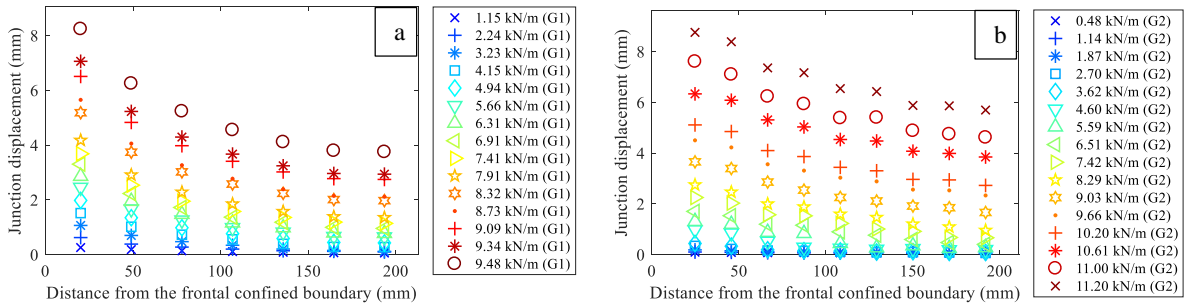 a
Junction displacement (mm)
8
6
4
2
0
0
50
100
150
200
Distance from the frontal confined boundary (mm)
1.15 kN/m (G1)
2.24 kN/m (G1)
3.23 kN/m (G1)
4.15 kN/m (G1)
4.94 kN/m (G1)
5.66 kN/m (G1)
6.31 kN/m (G1)
6.91 kN/m (G1)
7.41 kN/m (G1)
7.91 kN/m (G1)
8.32 kN/m (G1)
8.73 kN/m (G1)
9.09 kN/m (G1)
9.34 kN/m (G1)
9.48 kN/m (G1)
b
Junction displacement (mm)
8
6
4
2
0
0
50
100
150
200
Distance from the frontal confined boundary (mm)
0.48 kN/m (G2)
1.14 kN/m (G2)
1.87 kN/m (G2)
2.70 kN/m (G2)
3.62 kN/m (G2)
4.60 kN/m (G2)
5.59 kN/m (G2)
6.51 kN/m (G2)
7.42 kN/m (G2)
8.29 kN/m (G2)
9.03 kN/m (G2)
9.66 kN/m (G2)
10.20 kN/m (G2)
10.61 kN/m (G2)
11.00 kN/m (G2)
11.20 kN/m (G2)